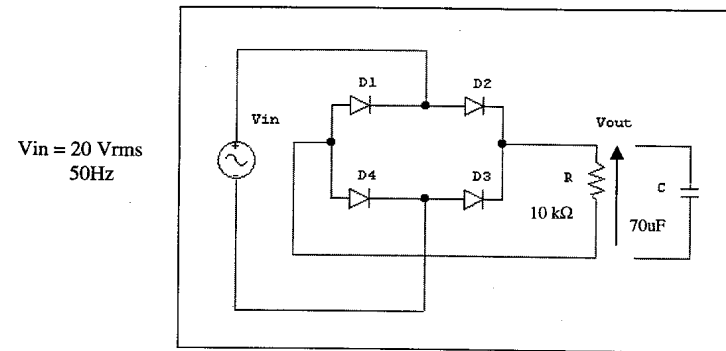 D1
D2
Vin
Vout
Vin = 20 Vrms
50Hz
D4
D3
R
C
10 kΩ
70uF